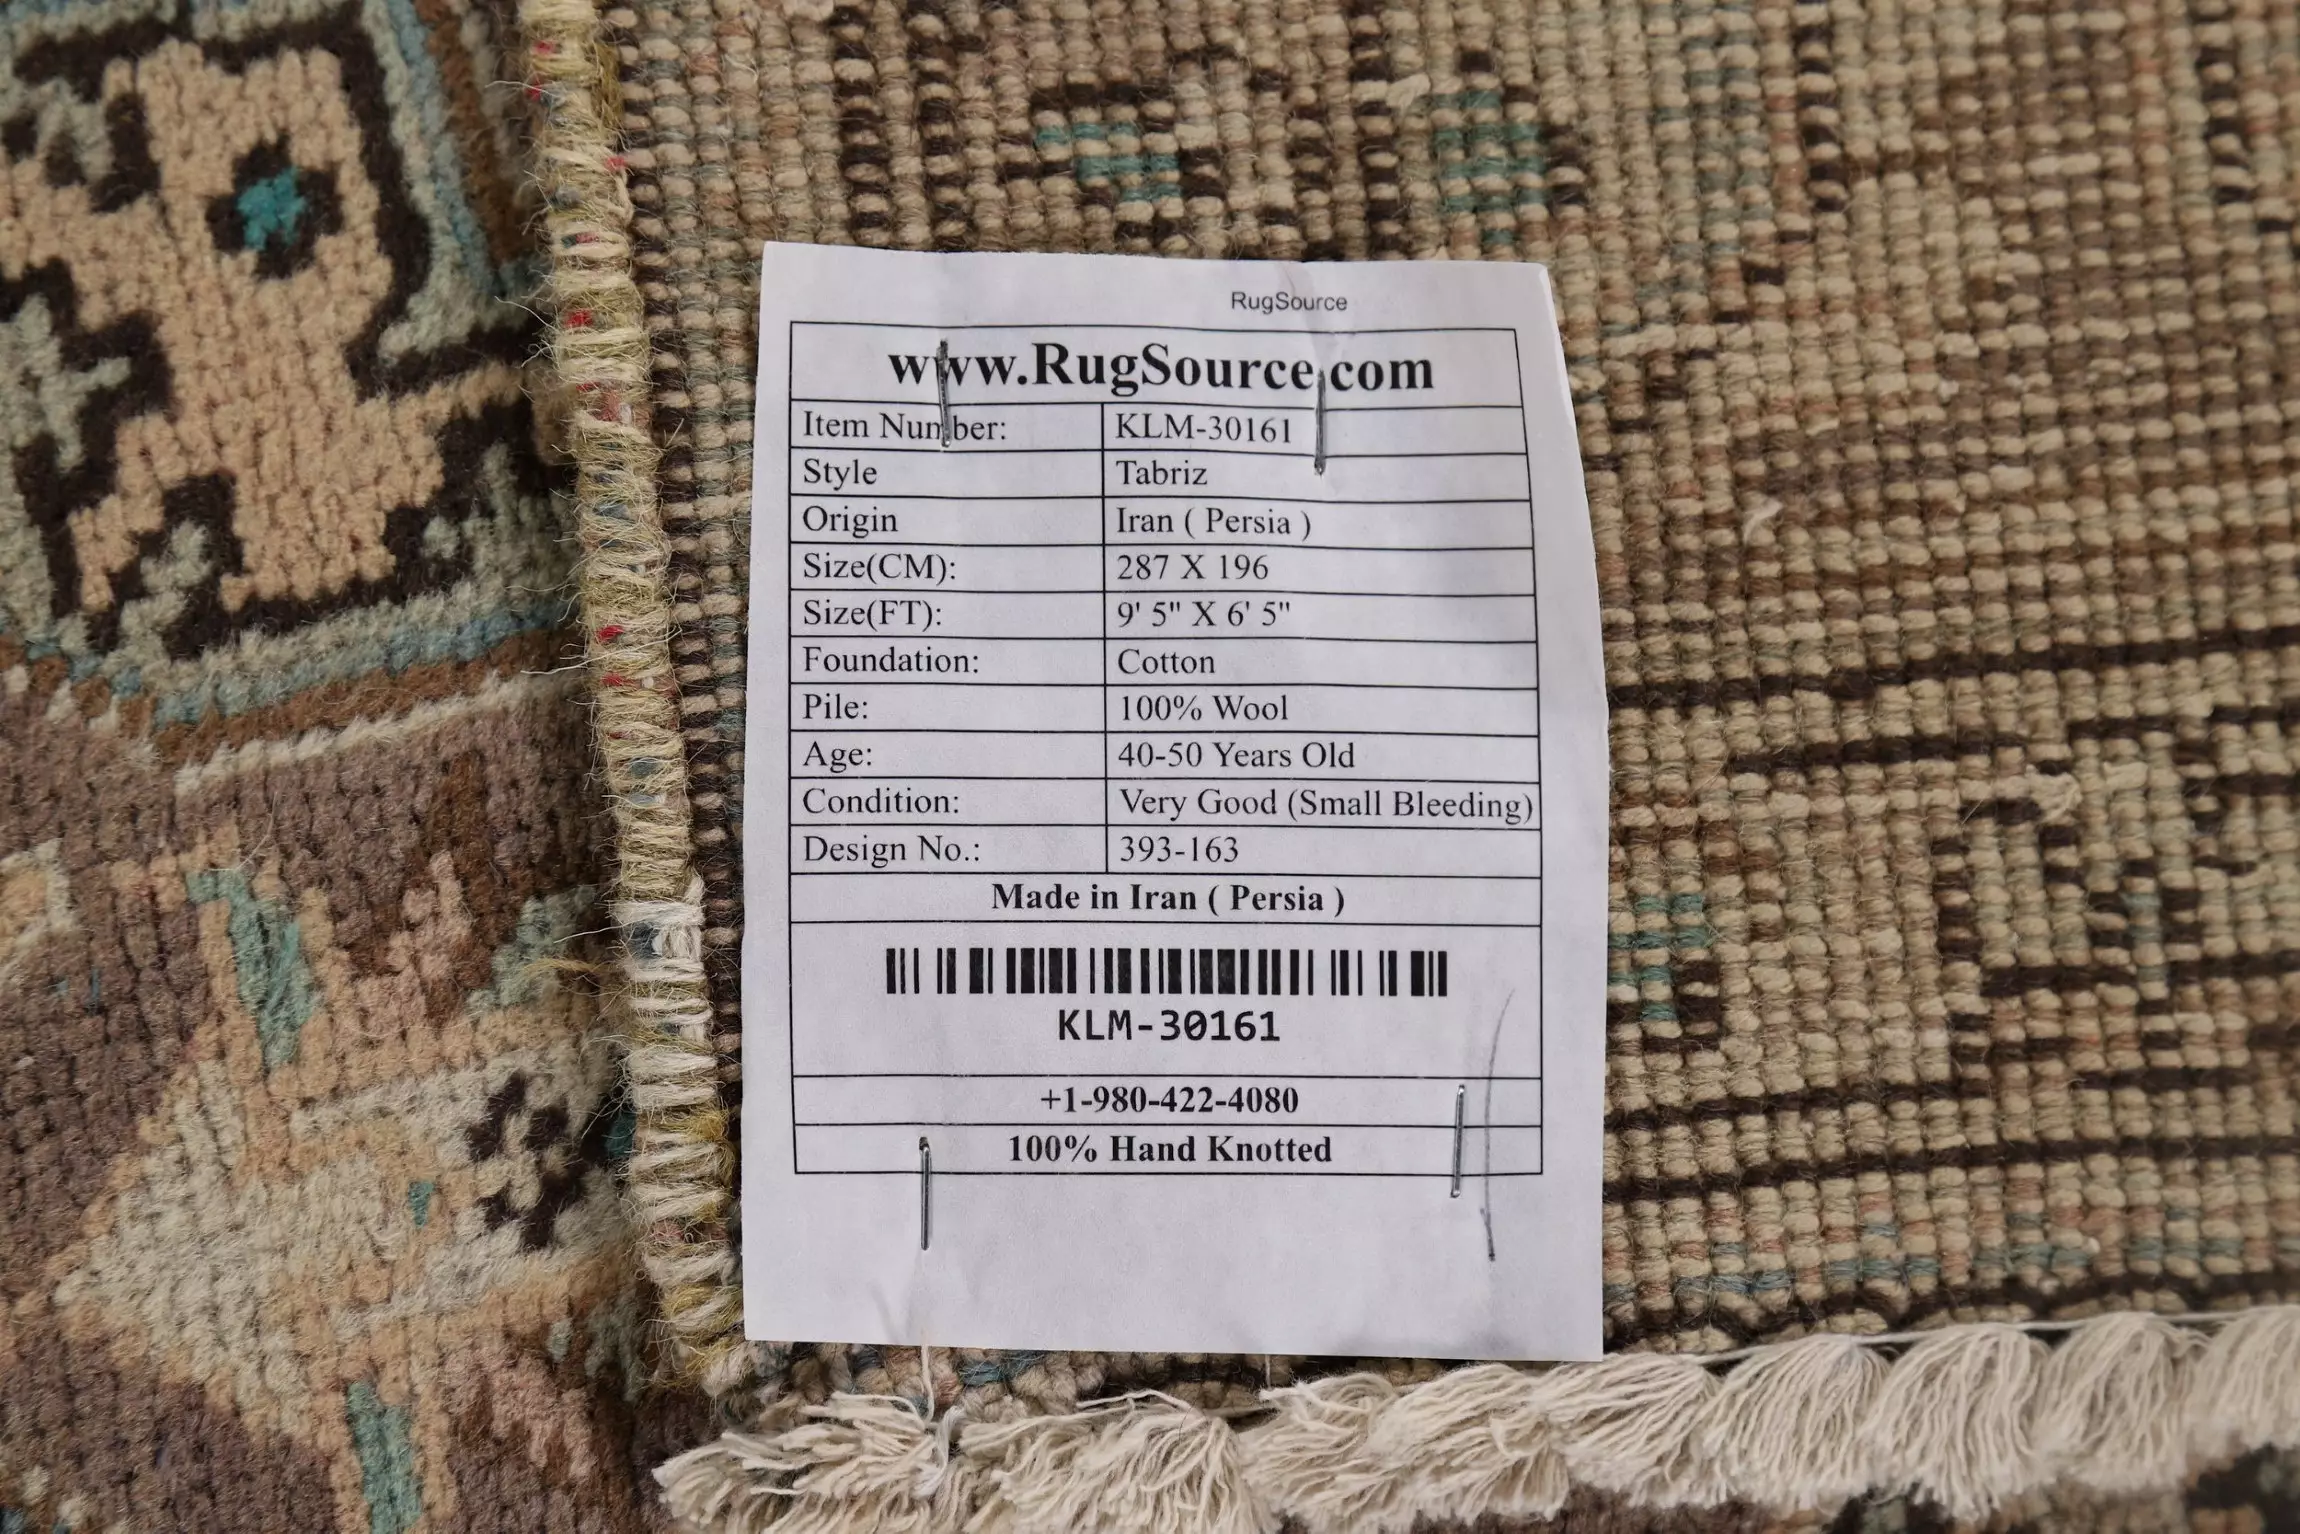 RugSource
www.RugSource.com
Item Number: KLM-30161
Style Tabriz
Origin Iran ( Persia )
Size(CM): 287 X 196
Size(FT): 9' 5" X 6' 5"
Foundation: Cotton
Pile: 100% Wool
Age: 40-50 Years Old
Condition: Very Good (Small Bleeding)
Design No.: 393-163
Made in Iran ( Persia )
KLM-30161
+1-980-422-4080
100% Hand Knotted